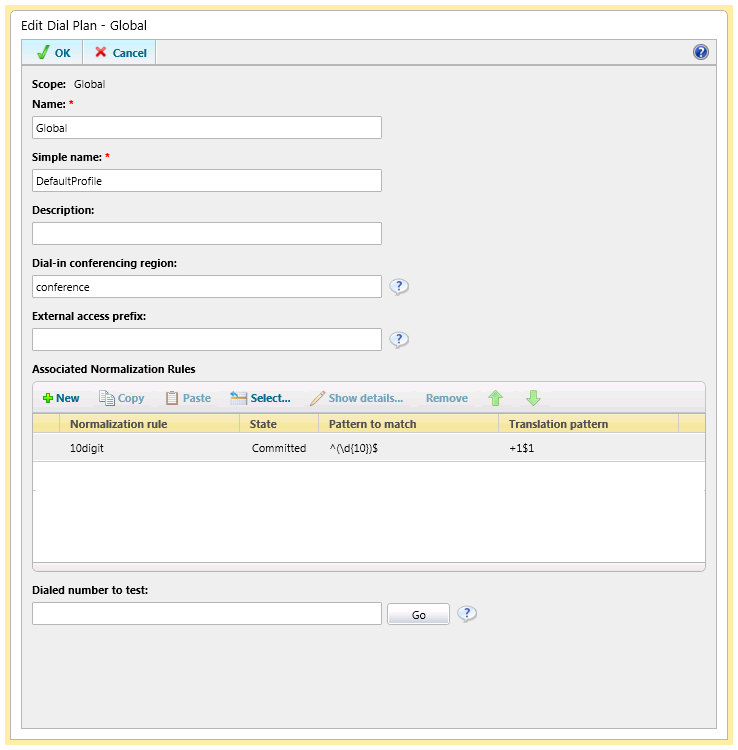 Edit Dial Plan - Global
OK Cancel ?
Scope: Global
Name: *
Global
Simple name: *
DefaultProfile
Description:
Dial-in conferencing region:
conference ?
External access prefix:
?
Associated Normalization Rules
New Copy Paste Select... Show details... Remove
Normalization rule State Pattern to match Translation pattern
10digit Committed ^(\d{10})$ +1$1
Dialed number to test:
Go ?